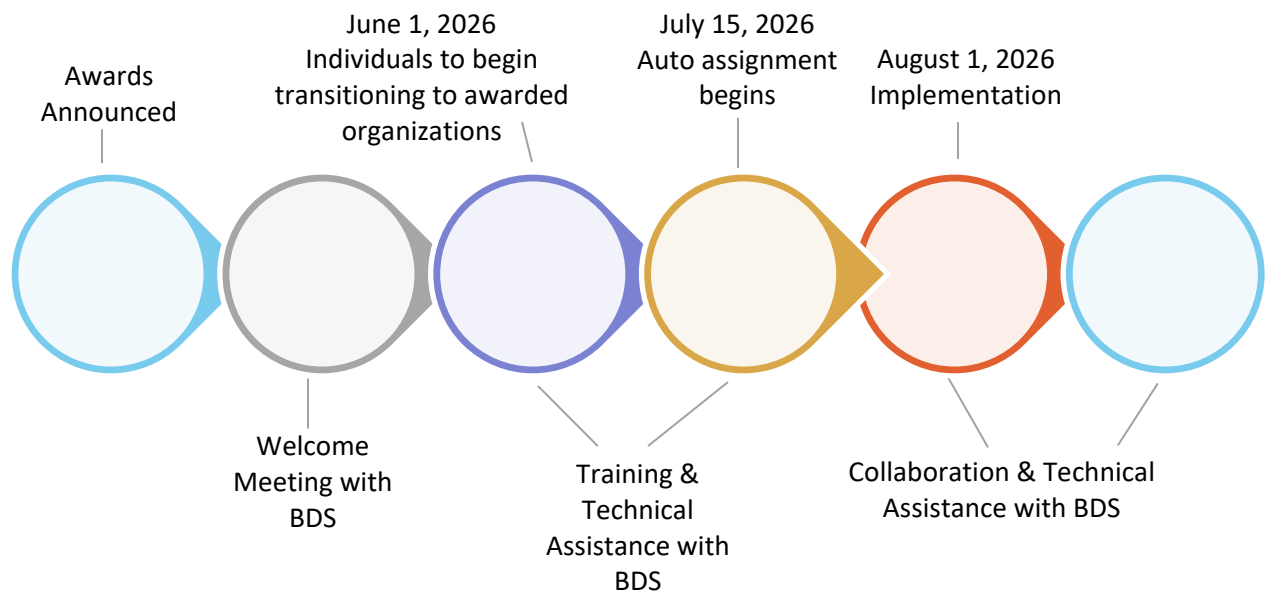 Awards
Announced
June 1, 2026
Individuals to begin
transitioning to awarded
organizations
July 15, 2026
Auto assignment
begins
August 1, 2026
Implementation
Welcome
Meeting with
BDS
Training &
Technical
Assistance with
BDS
Collaboration & Technical
Assistance with BDS